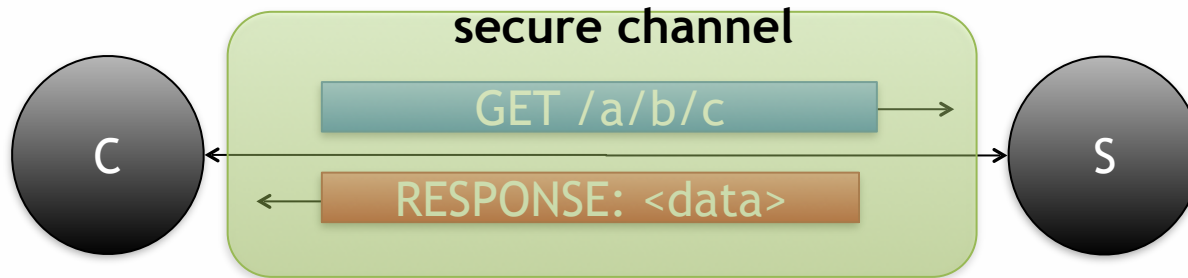 secure channel
GET /a/b/c
C
S
RESPONSE: <data>